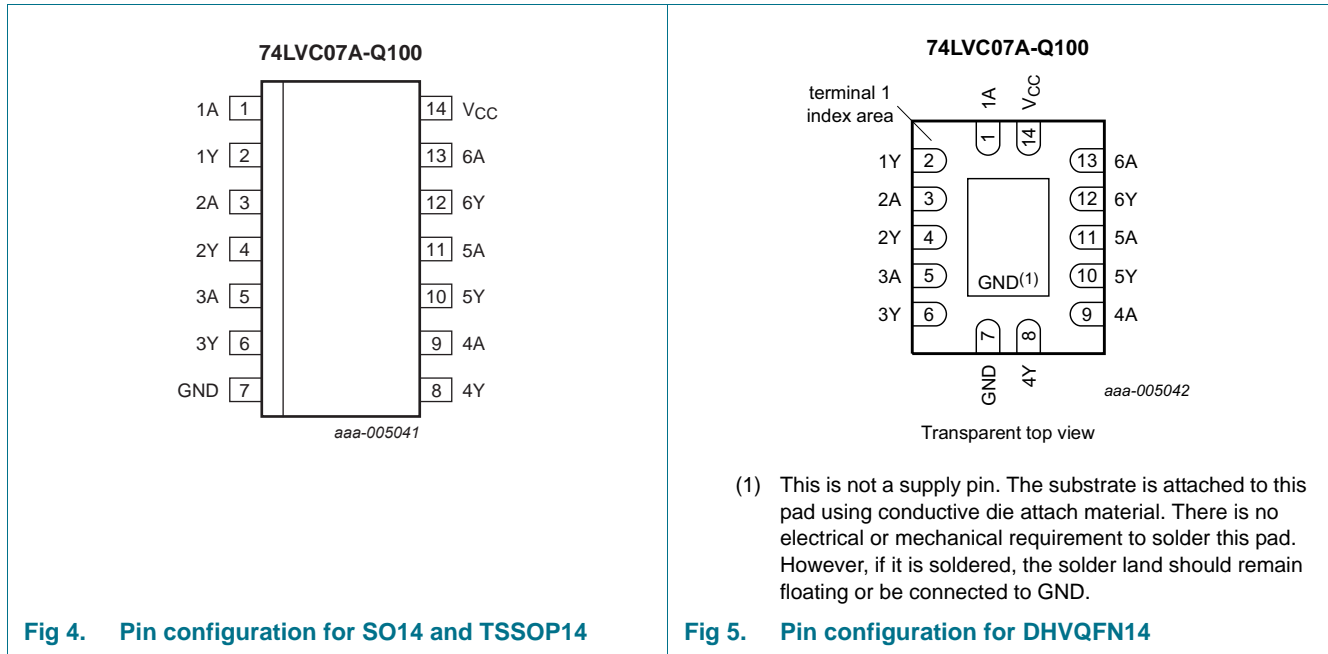 74LVC07A-Q100
1A 1 14 VCC
1Y 2 13 6A
2A 3 12 6Y
2Y 4 11 5A
3A 5 10 5Y
3Y 6 9 4A
GND 7 8 4Y
aaa-005041
Fig 4. Pin configuration for SO14 and TSSOP14
74LVC07A-Q100
terminal 1
index area
1A VCC
1 14
1Y 2 13 6A
2A 3 12 6Y
2Y 4 11 5A
3A 5 10 5Y
GND(1)
3Y 6 9 4A
7 8
GND 4Y
aaa-005042
Transparent top view
(1) This is not a supply pin. The substrate is attached to this
pad using conductive die attach material. There is no
electrical or mechanical requirement to solder this pad.
However, if it is soldered, the solder land should remain
floating or be connected to GND.
Fig 5. Pin configuration for DHVQFN14